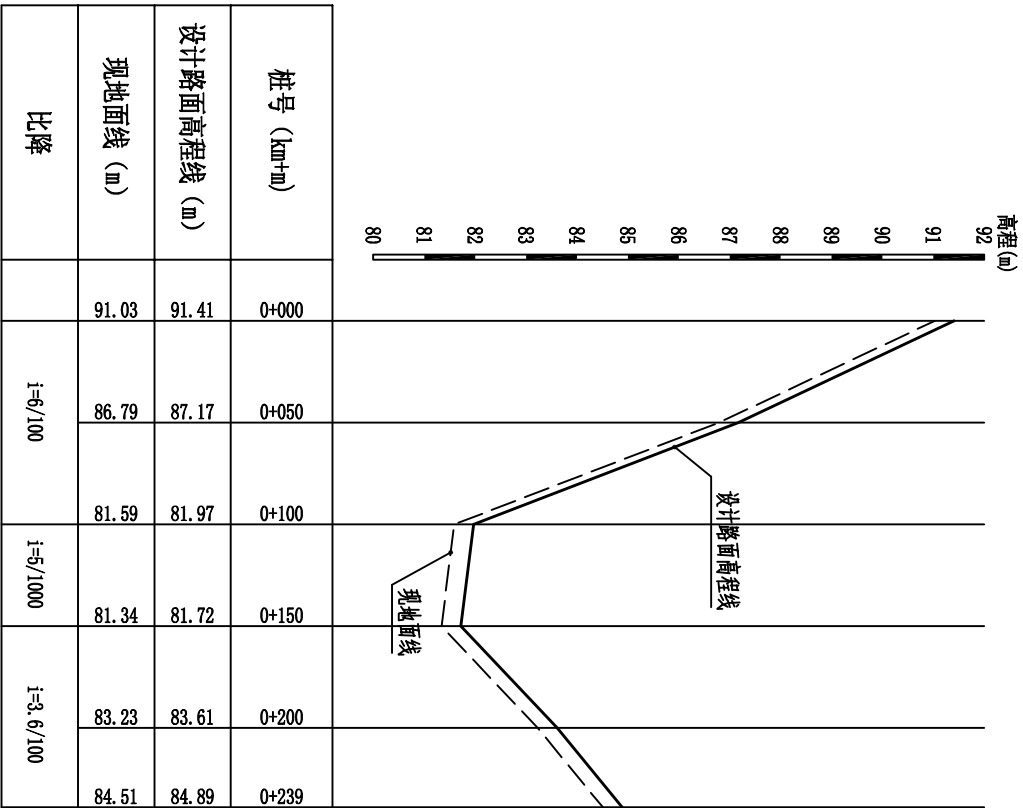 高程(m)
92
91
90
89
88
87
86
85
84
83
82
81
80
设计路面高程线
现地面线
桩号 (km+m) 0+000 0+050 0+100 0+150 0+200 0+239
设计路面高程线 (m) 91.41 87.17 81.97 81.72 83.61 84.89
现地面线 (m) 91.03 86.79 81.59 81.34 83.23 84.51
比降 i=6/100 i=5/1000 i=3.6/100